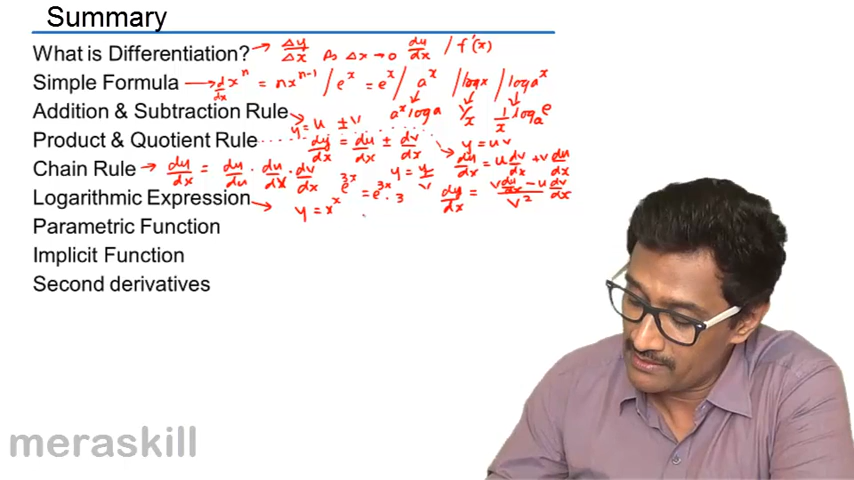 Summary
What is Differentiation? → Δy/Δx As Δx → 0 dy/dx / f'(x)
Simple Formula → d/dx xⁿ = nxⁿ⁻¹ / eˣ = eˣ / aˣ / logx / logaˣ
Addition & Subtraction Rule → y = u ± v aˣ loga 1/x 1/x logₐe
Product & Quotient Rule dy/dx = du/dx ± dv/dx y = uv
Chain Rule → dy/dx = dy/du · du/dx · dv/dx y = u/v dy/dx = u dv/dx + v du/dx
Logarithmic Expression → y = xˣ e³ˣ = e³ˣ · 3 dy/dx = (v du/dx − u dv/dx)/v²
Parametric Function
Implicit Function
Second derivatives
meraskill